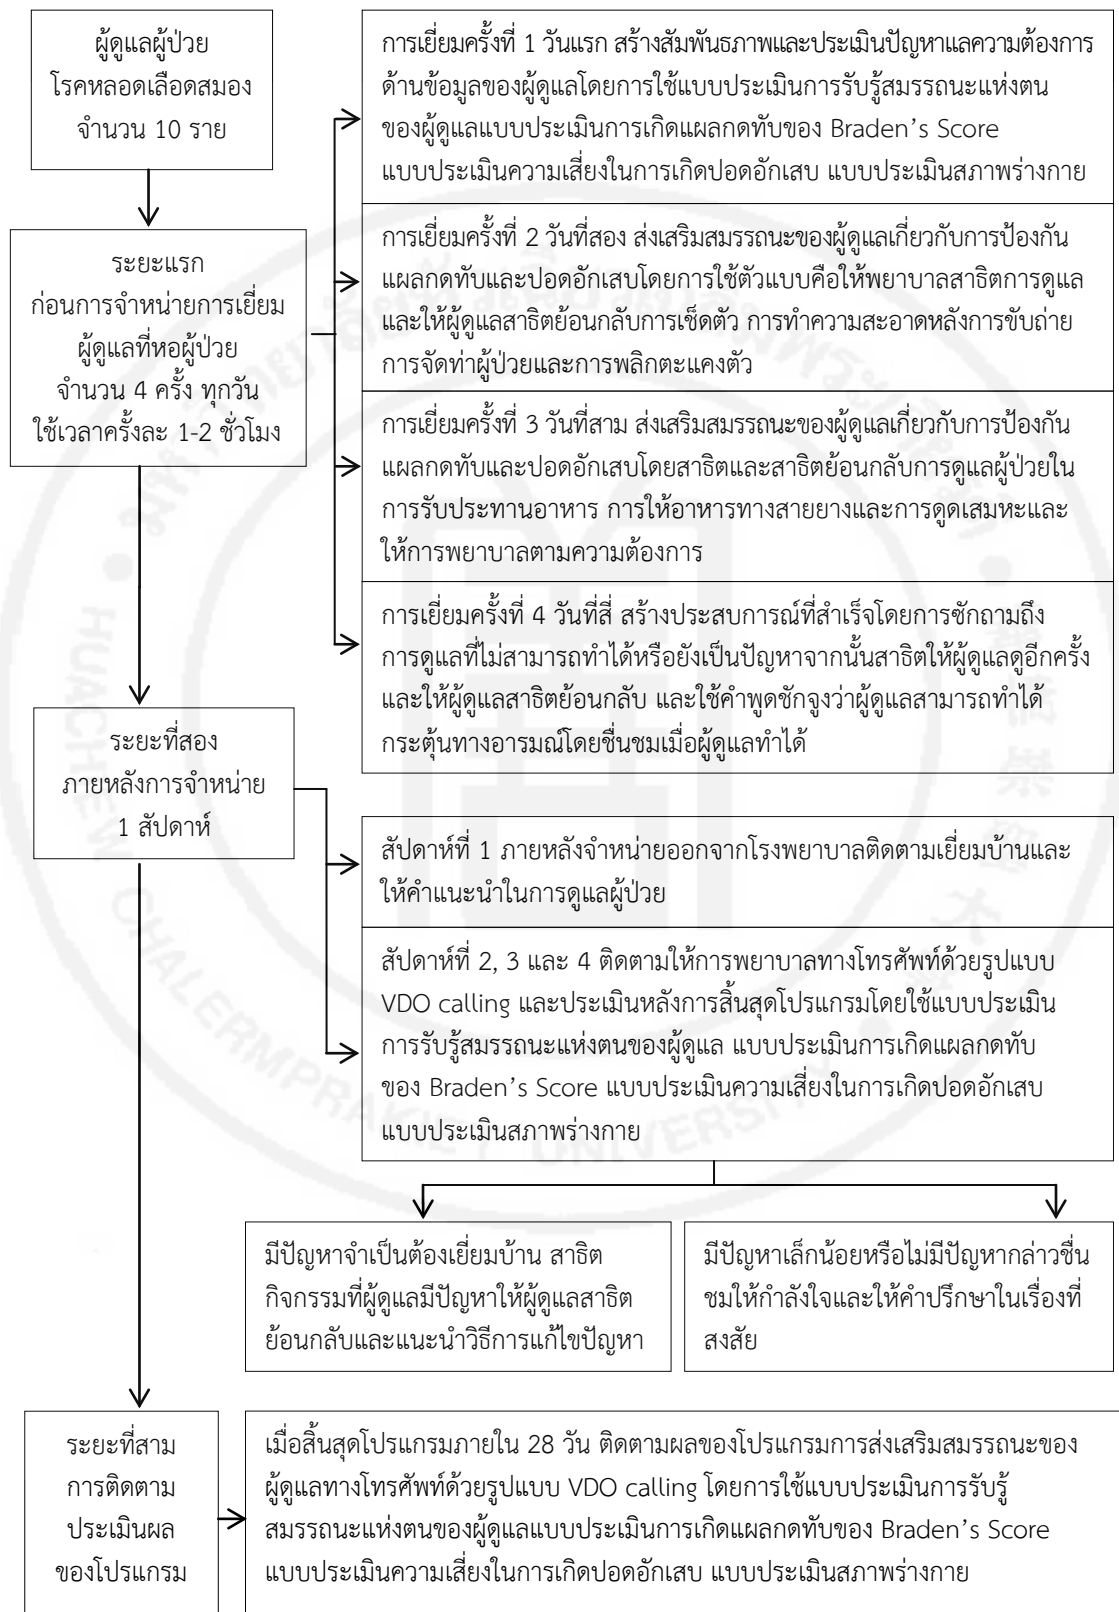 ผู้ดูแลผู้ป่วย
โรคหลอดเลือดสมอง
จำนวน 10 ราย
ระยะแรก
ก่อนการจำหน่ายการเยี่ยม
ผู้ดูแลที่หอผู้ป่วย
จำนวน 4 ครั้ง ทุกวัน
ใช้เวลาครั้งละ 1-2 ชั่วโมง
การเยี่ยมครั้งที่ 1 วันแรก สร้างสัมพันธภาพและประเมินปัญหาแลความต้องการ
ด้านข้อมูลของผู้ดูแลโดยการใช้แบบประเมินการรับรู้สมรรถนะแห่งตน
ของผู้ดูแลแบบประเมินการเกิดแผลกดทับของ Braden’s Score
แบบประเมินความเสี่ยงในการเกิดปอดอักเสบ แบบประเมินสภาพร่างกาย
การเยี่ยมครั้งที่ 2 วันที่สอง ส่งเสริมสมรรถนะของผู้ดูแลเกี่ยวกับการป้องกัน
แผลกดทับและปอดอักเสบโดยการใช้ตัวแบบคือให้พยาบาลสาธิตการดูแล
และให้ผู้ดูแลสาธิตย้อนกลับการเช็ดตัว การทำความสะอาดหลังการขับถ่าย
การจัดท่าผู้ป่วยและการพลิกตะแคงตัว
การเยี่ยมครั้งที่ 3 วันที่สาม ส่งเสริมสมรรถนะของผู้ดูแลเกี่ยวกับการป้องกัน
แผลกดทับและปอดอักเสบโดยสาธิตและสาธิตย้อนกลับการดูแลผู้ป่วยใน
การรับประทานอาหาร การให้อาหารทางสายยางและการดูดเสมหะและ
ให้การพยาบาลตามความต้องการ
การเยี่ยมครั้งที่ 4 วันที่สี่ สร้างประสบการณ์ที่สำเร็จโดยการซักถามถึง
การดูแลที่ไม่สามารถทำได้หรือยังเป็นปัญหาจากนั้นสาธิตให้ผู้ดูแลดูอีกครั้ง
และให้ผู้ดูแลสาธิตย้อนกลับ และใช้คำพูดชักจูงว่าผู้ดูแลสามารถทำได้
กระตุ้นทางอารมณ์โดยชื่นชมเมื่อผู้ดูแลทำได้
ระยะที่สอง
ภายหลังการจำหน่าย
1 สัปดาห์
สัปดาห์ที่ 1 ภายหลังจำหน่ายออกจากโรงพยาบาลติดตามเยี่ยมบ้านและ
ให้คำแนะนำในการดูแลผู้ป่วย
สัปดาห์ที่ 2, 3 และ 4 ติดตามให้การพยาบาลทางโทรศัพท์ด้วยรูปแบบ
VDO calling และประเมินหลังการสิ้นสุดโปรแกรมโดยใช้แบบประเมิน
การรับรู้สมรรถนะแห่งตนของผู้ดูแล แบบประเมินการเกิดแผลกดทับ
ของ Braden’s Score แบบประเมินความเสี่ยงในการเกิดปอดอักเสบ
แบบประเมินสภาพร่างกาย
มีปัญหาจำเป็นต้องเยี่ยมบ้าน สาธิต
กิจกรรมที่ผู้ดูแลมีปัญหาให้ผู้ดูแลสาธิต
ย้อนกลับและแนะนำวิธีการแก้ไขปัญหา
มีปัญหาเล็กน้อยหรือไม่มีปัญหากล่าวชื่น
ชมให้กำลังใจและให้คำปรึกษาในเรื่องที่
สงสัย
ระยะที่สาม
การติดตาม
ประเมินผล
ของโปรแกรม
เมื่อสิ้นสุดโปรแกรมภายใน 28 วัน ติดตามผลของโปรแกรมการส่งเสริมสมรรถนะของ
ผู้ดูแลทางโทรศัพท์ด้วยรูปแบบ VDO calling โดยการใช้แบบประเมินการรับรู้
สมรรถนะแห่งตนของผู้ดูแลแบบประเมินการเกิดแผลกดทับของ Braden’s Score
แบบประเมินความเสี่ยงในการเกิดปอดอักเสบ แบบประเมินสภาพร่างกาย
HUACHIEW CHALERMPRAKIET UNIVERSITY